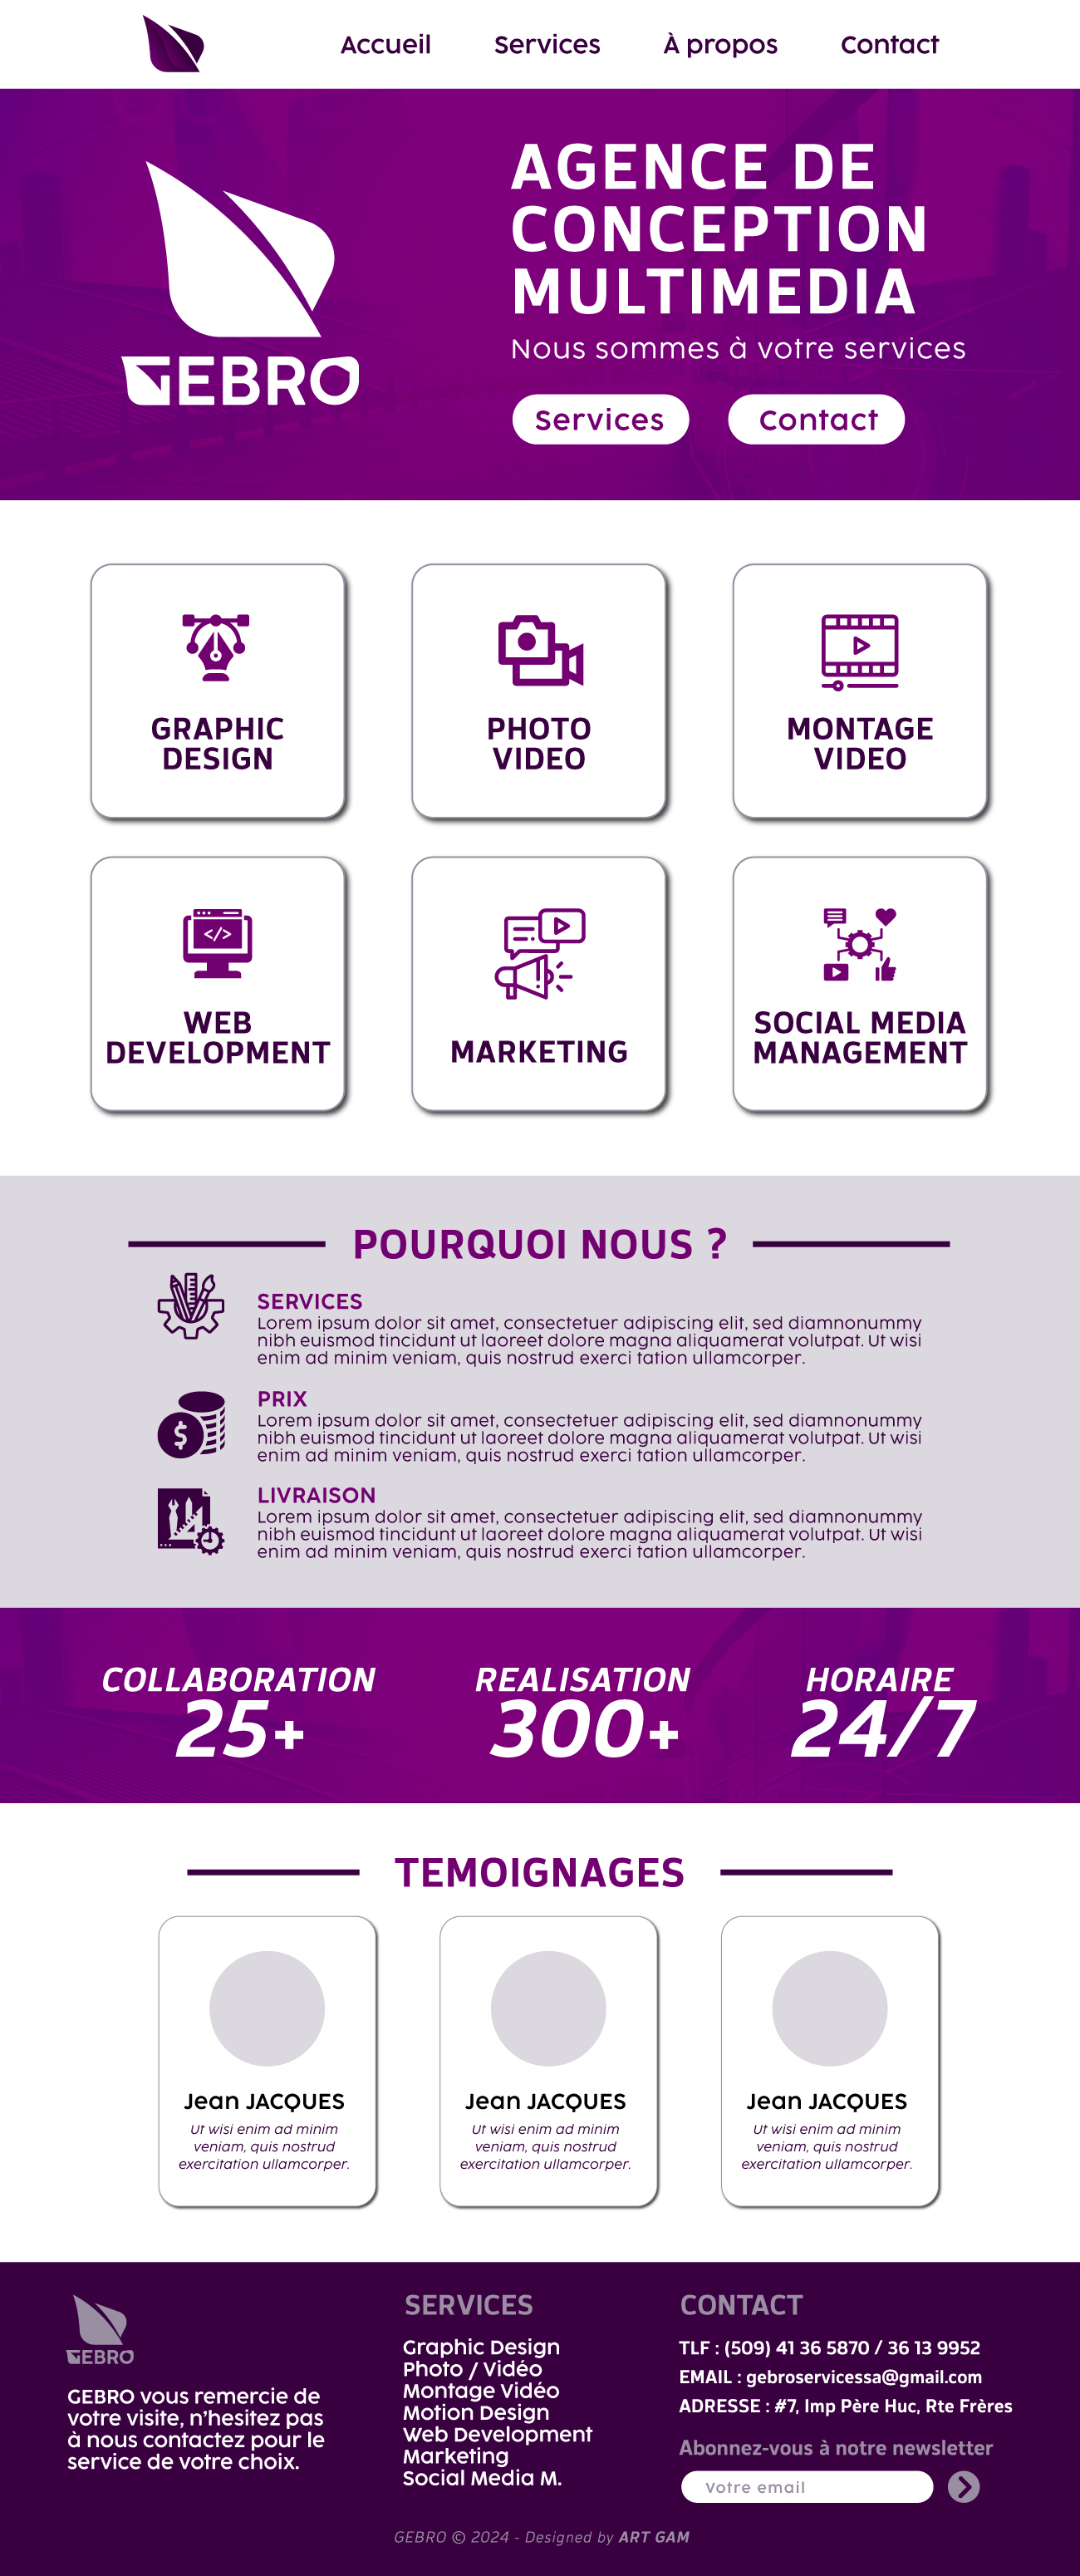 Accueil
Services
À propos
Contact
GEBRO
AGENCE DE
CONCEPTION
MULTIMEDIA
Nous sommes à votre services
Services
Contact
GRAPHIC
DESIGN
PHOTO
VIDEO
MONTAGE
VIDEO
</>
WEB
DEVELOPMENT
MARKETING
SOCIAL MEDIA
MANAGEMENT
POURQUOI NOUS ?
SERVICES
Lorem ipsum dolor sit amet, consectetuer adipiscing elit, sed diamnonummy
nibh euismod tincidunt ut laoreet dolore magna aliquamerat volutpat. Ut wisi
enim ad minim veniam, quis nostrud exerci tation ullamcorper.
$
PRIX
Lorem ipsum dolor sit amet, consectetuer adipiscing elit, sed diamnonummy
nibh euismod tincidunt ut laoreet dolore magna aliquamerat volutpat. Ut wisi
enim ad minim veniam, quis nostrud exerci tation ullamcorper.
LIVRAISON
Lorem ipsum dolor sit amet, consectetuer adipiscing elit, sed diamnonummy
nibh euismod tincidunt ut laoreet dolore magna aliquamerat volutpat. Ut wisi
enim ad minim veniam, quis nostrud exerci tation ullamcorper.
COLLABORATION
25+
REALISATION
300+
HORAIRE
24/7
TEMOIGNAGES
Jean JACQUES
Ut wisi enim ad minim
veniam, quis nostrud
exercitation ullamcorper.
Jean JACQUES
Ut wisi enim ad minim
veniam, quis nostrud
exercitation ullamcorper.
Jean JACQUES
Ut wisi enim ad minim
veniam, quis nostrud
exercitation ullamcorper.
GEBRO
GEBRO vous remercie de
votre visite, n'hesitez pas
à nous contactez pour le
service de votre choix.
SERVICES
Graphic Design
Photo / Vidéo
Montage Vidéo
Motion Design
Web Development
Marketing
Social Media M.
CONTACT
TLF : (509) 41 36 5870 / 36 13 9952
EMAIL : gebroservicessa@gmail.com
ADRESSE : #7, Imp Père Huc, Rte Frères
Abonnez-vous à notre newsletter
Votre email
GEBRO © 2024 - Designed by ART GAM